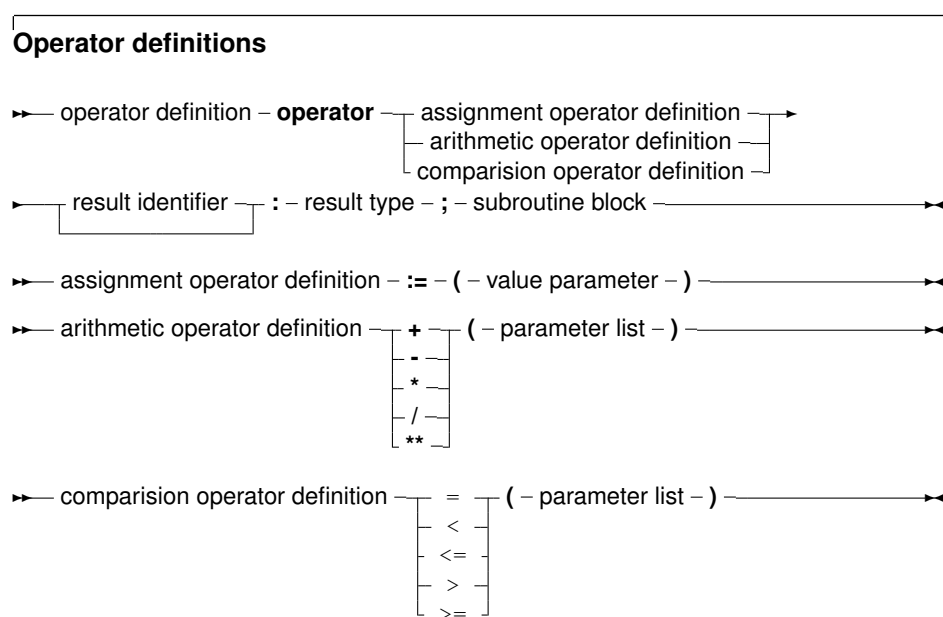 Operator definitions
operator definition operator assignment operator definition
arithmetic operator definition
comparision operator definition
result identifier : result type ; subroutine block
assignment operator definition := ( value parameter )
arithmetic operator definition + ( parameter list )
-
*
/
**
comparision operator definition = ( parameter list )
<
<=
>
>=